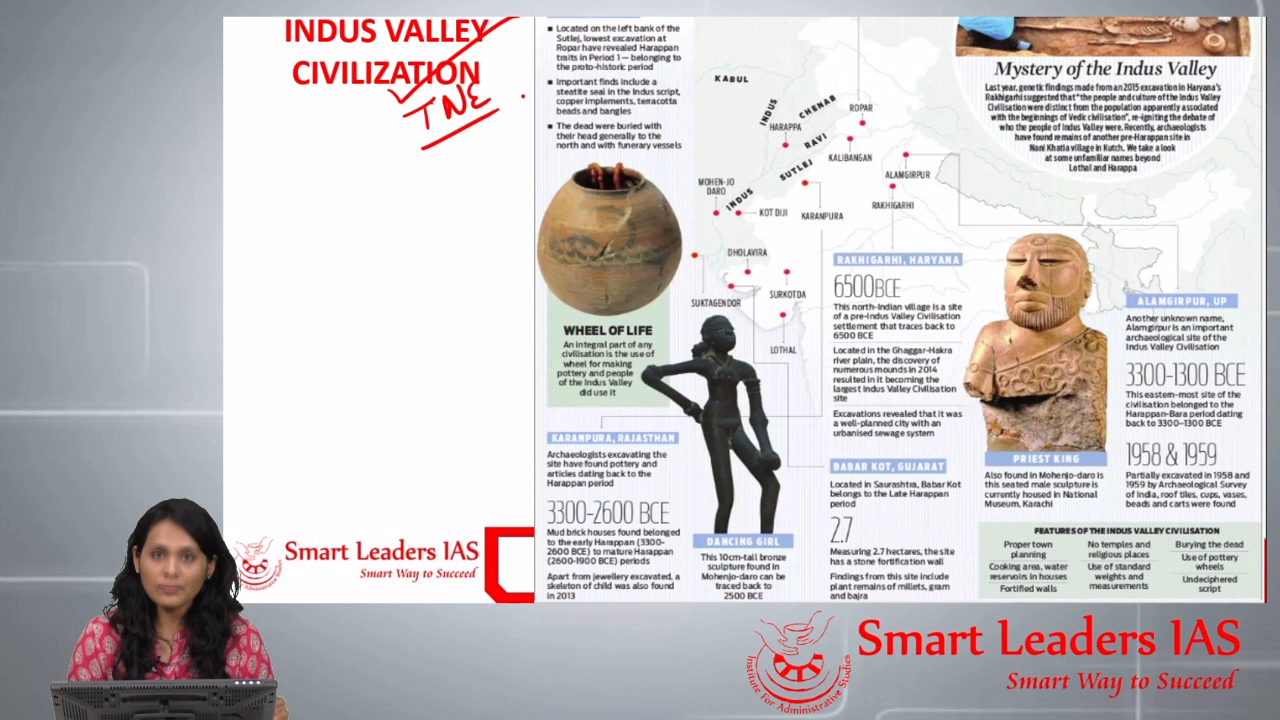 INDUS VALLEY
CIVILIZATION
TNE
Located on the left bank of the
Sutlej, lowest excavation at
Ropar have revealed Harappan
traits in Period 1 — belonging to
the proto-historic period
Important finds include a
steatite seal in the Indus script,
copper implements, terracotta
beads and bangles
The dead were buried with
their head generally to the
north and with funerary vessels
WHEEL OF LIFE
An integral part of any
civilisation is the use of
wheel for making
pottery and people
of the Indus Valley
did use it
KARANPURA, RAJASTHAN
Archaeologists excavating the
site have found pottery and
articles dating back to the
Harappan period
3300-2600 BCE
Mud brick houses found belonged
to the early Harappan (3300-
2600 BCE) to mature Harappan
(2600-1900 BCE) periods
Apart from jewellery excavated, a
skeleton of child was also found
in 2013
KABUL
INDUS
CHENAB
ROPAR
HARAPPA
RAVI
KALIBANGAN
SUTLEJ
ALAMGIRPUR
MOHEN-JO
DARO
INDUS
KOT DIJI
KARANPURA
RAKHIGARHI
DHOLAVIRA
SUKTAGENDOR
SURKOTDA
LOTHAL
DANCING GIRL
This 10cm-tall bronze
sculpture found in
Mohenjo-daro can be
traced back to
2500 BCE
RAKHIGARHI, HARYANA
6500BCE
This north-Indian village is a site
of a pre-Indus Valley Civilisation
settlement that traces back to
6500 BCE
Located in the Ghaggar-Hakra
river plain, the discovery of
numerous mounds in 2014
resulted in it becoming the
largest Indus Valley Civilisation
site
Excavations revealed that it was
a well-planned city with an
urbanised sewage system
BABAR KOT, GUJARAT
Located in Saurashtra, Babar Kot
belongs to the Late Harappan
period
2.7
Measuring 2.7 hectares, the site
has a stone fortification wall
Findings from this site include
plant remains of millets, gram
and bajra
Mystery of the Indus Valley
Last year, genetic findings made from an 2015 excavation in Haryana's
Rakhigarhi suggested that "the people and culture of the Indus Valley
Civilisation were distinct from the population apparently associated
with the beginnings of Vedic civilisation", re-igniting the debate of
who the people of Indus Valley were. Recently, archaeologists
have found remains of another pre-Harappan site in
Nani Khatia village in Kutch. We take a look
at some unfamiliar names beyond
Lothal and Harappa
PRIEST KING
Also found in Mohenjo-daro is
this seated male sculpture is
currently housed in National
Museum, Karachi
ALAMGIRPUR, UP
Another unknown name,
Alamgirpur is an important
archaeological site of the
Indus Valley Civilisation
3300-1300 BCE
This eastern-most site of the
civilisation belonged to the
Harappan-Bara period dating
back to 3300–1300 BCE
1958 & 1959
Partially excavated in 1958 and
1959 by Archaeological Survey
of India, roof tiles, cups, vases,
beads and carts were found
FEATURES OF THE INDUS VALLEY CIVILISATION
Proper town
planning
Cooking area, water
reservoirs in houses
Fortified walls
No temples and
religious places
Use of standard
weights and
measurements
Burying the dead
Use of pottery
wheels
Undeciphered
script
Smart Leaders IAS
Smart Way to Succeed
Institute For Administrative Studies
Smart Leaders IAS
Smart Way to Succeed